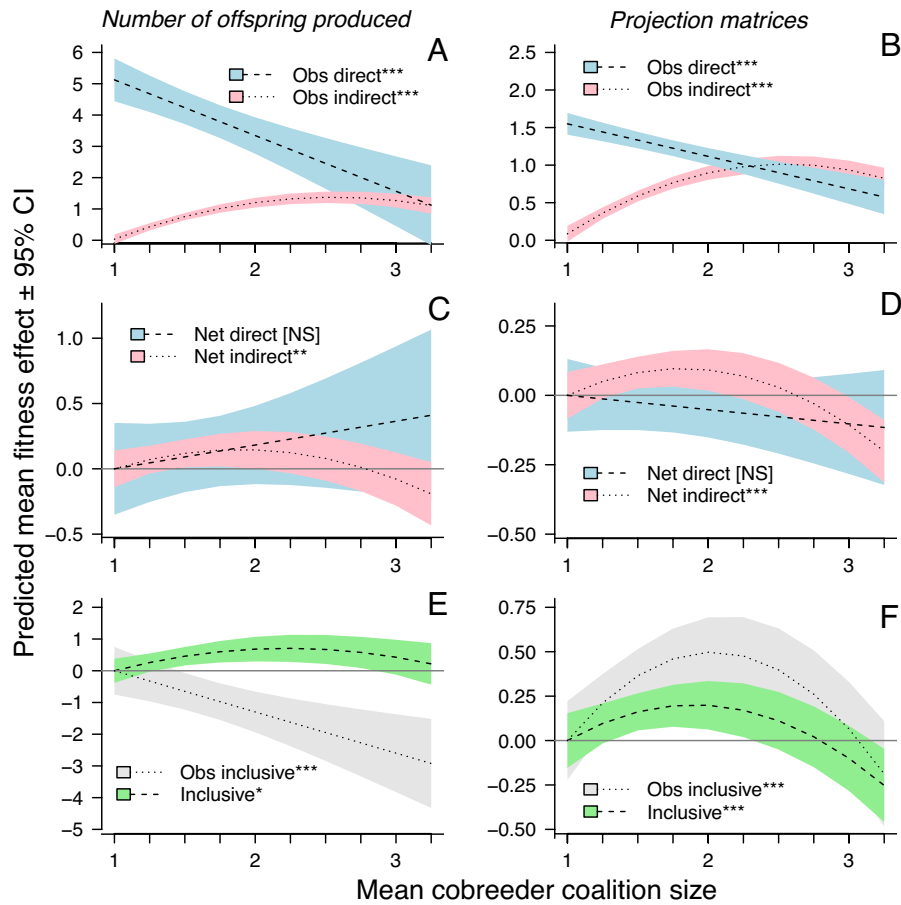 Number of offspring produced
Projection matrices
Predicted mean fitness effect ± 95% CI
A
6
5
4
3
2
1
0
Obs direct***
Obs indirect***
1
2
3
B
2.5
2.0
1.5
1.0
0.5
0.0
Obs direct***
Obs indirect***
1
2
3
C
1.0
0.5
0.0
−0.5
Net direct [NS]
Net indirect**
1
2
3
D
0.25
0.00
−0.25
−0.50
Net direct [NS]
Net indirect***
1
2
3
E
2
1
0
−1
−2
−3
−4
−5
Obs inclusive***
Inclusive*
1
2
3
F
0.75
0.50
0.25
0.00
−0.25
−0.50
Obs inclusive***
Inclusive***
1
2
3
Mean cobreeder coalition size